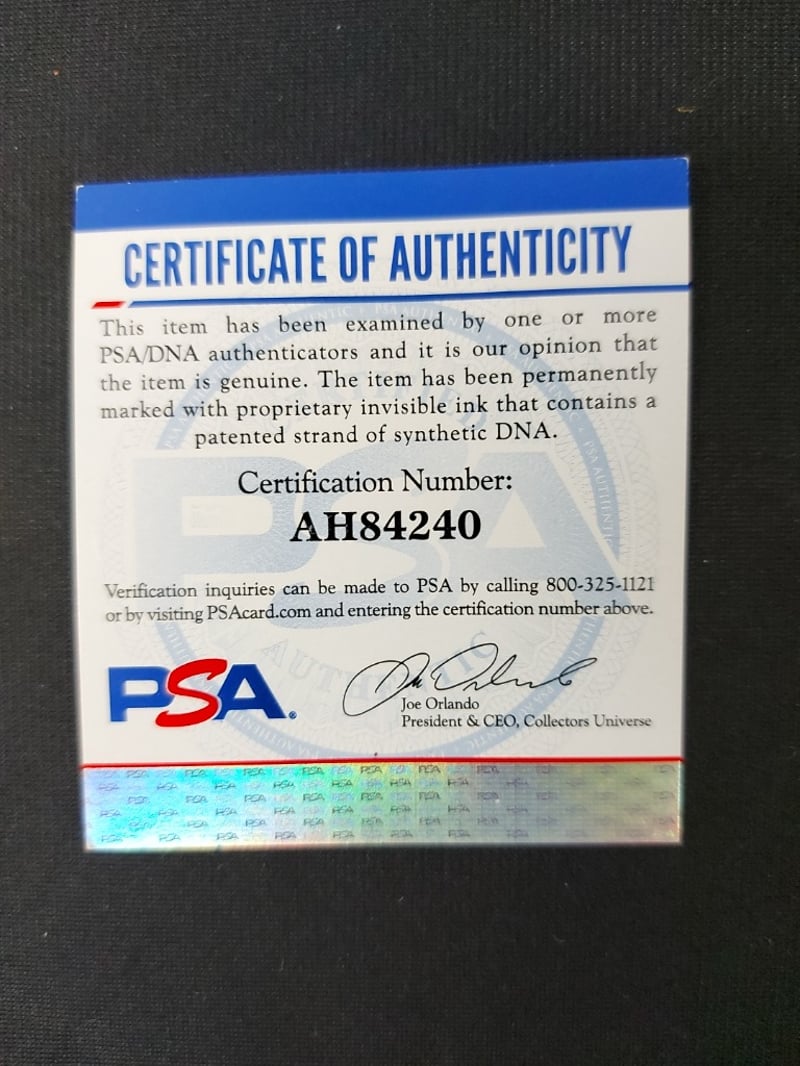 CERTIFICATE OF AUTHENTICITY
This item has been examined by one or more
PSA/DNA authenticators and it is our opinion that
the item is genuine. The item has been permanently
marked with proprietary invisible ink that contains a
patented strand of synthetic DNA.
Certification Number:
AH84240
Verification inquiries can be made to PSA by calling 800-325-1121
or by visiting PSAcard.com and entering the certification number above.
PSA
Joe Orlando
President & CEO, Collectors Universe